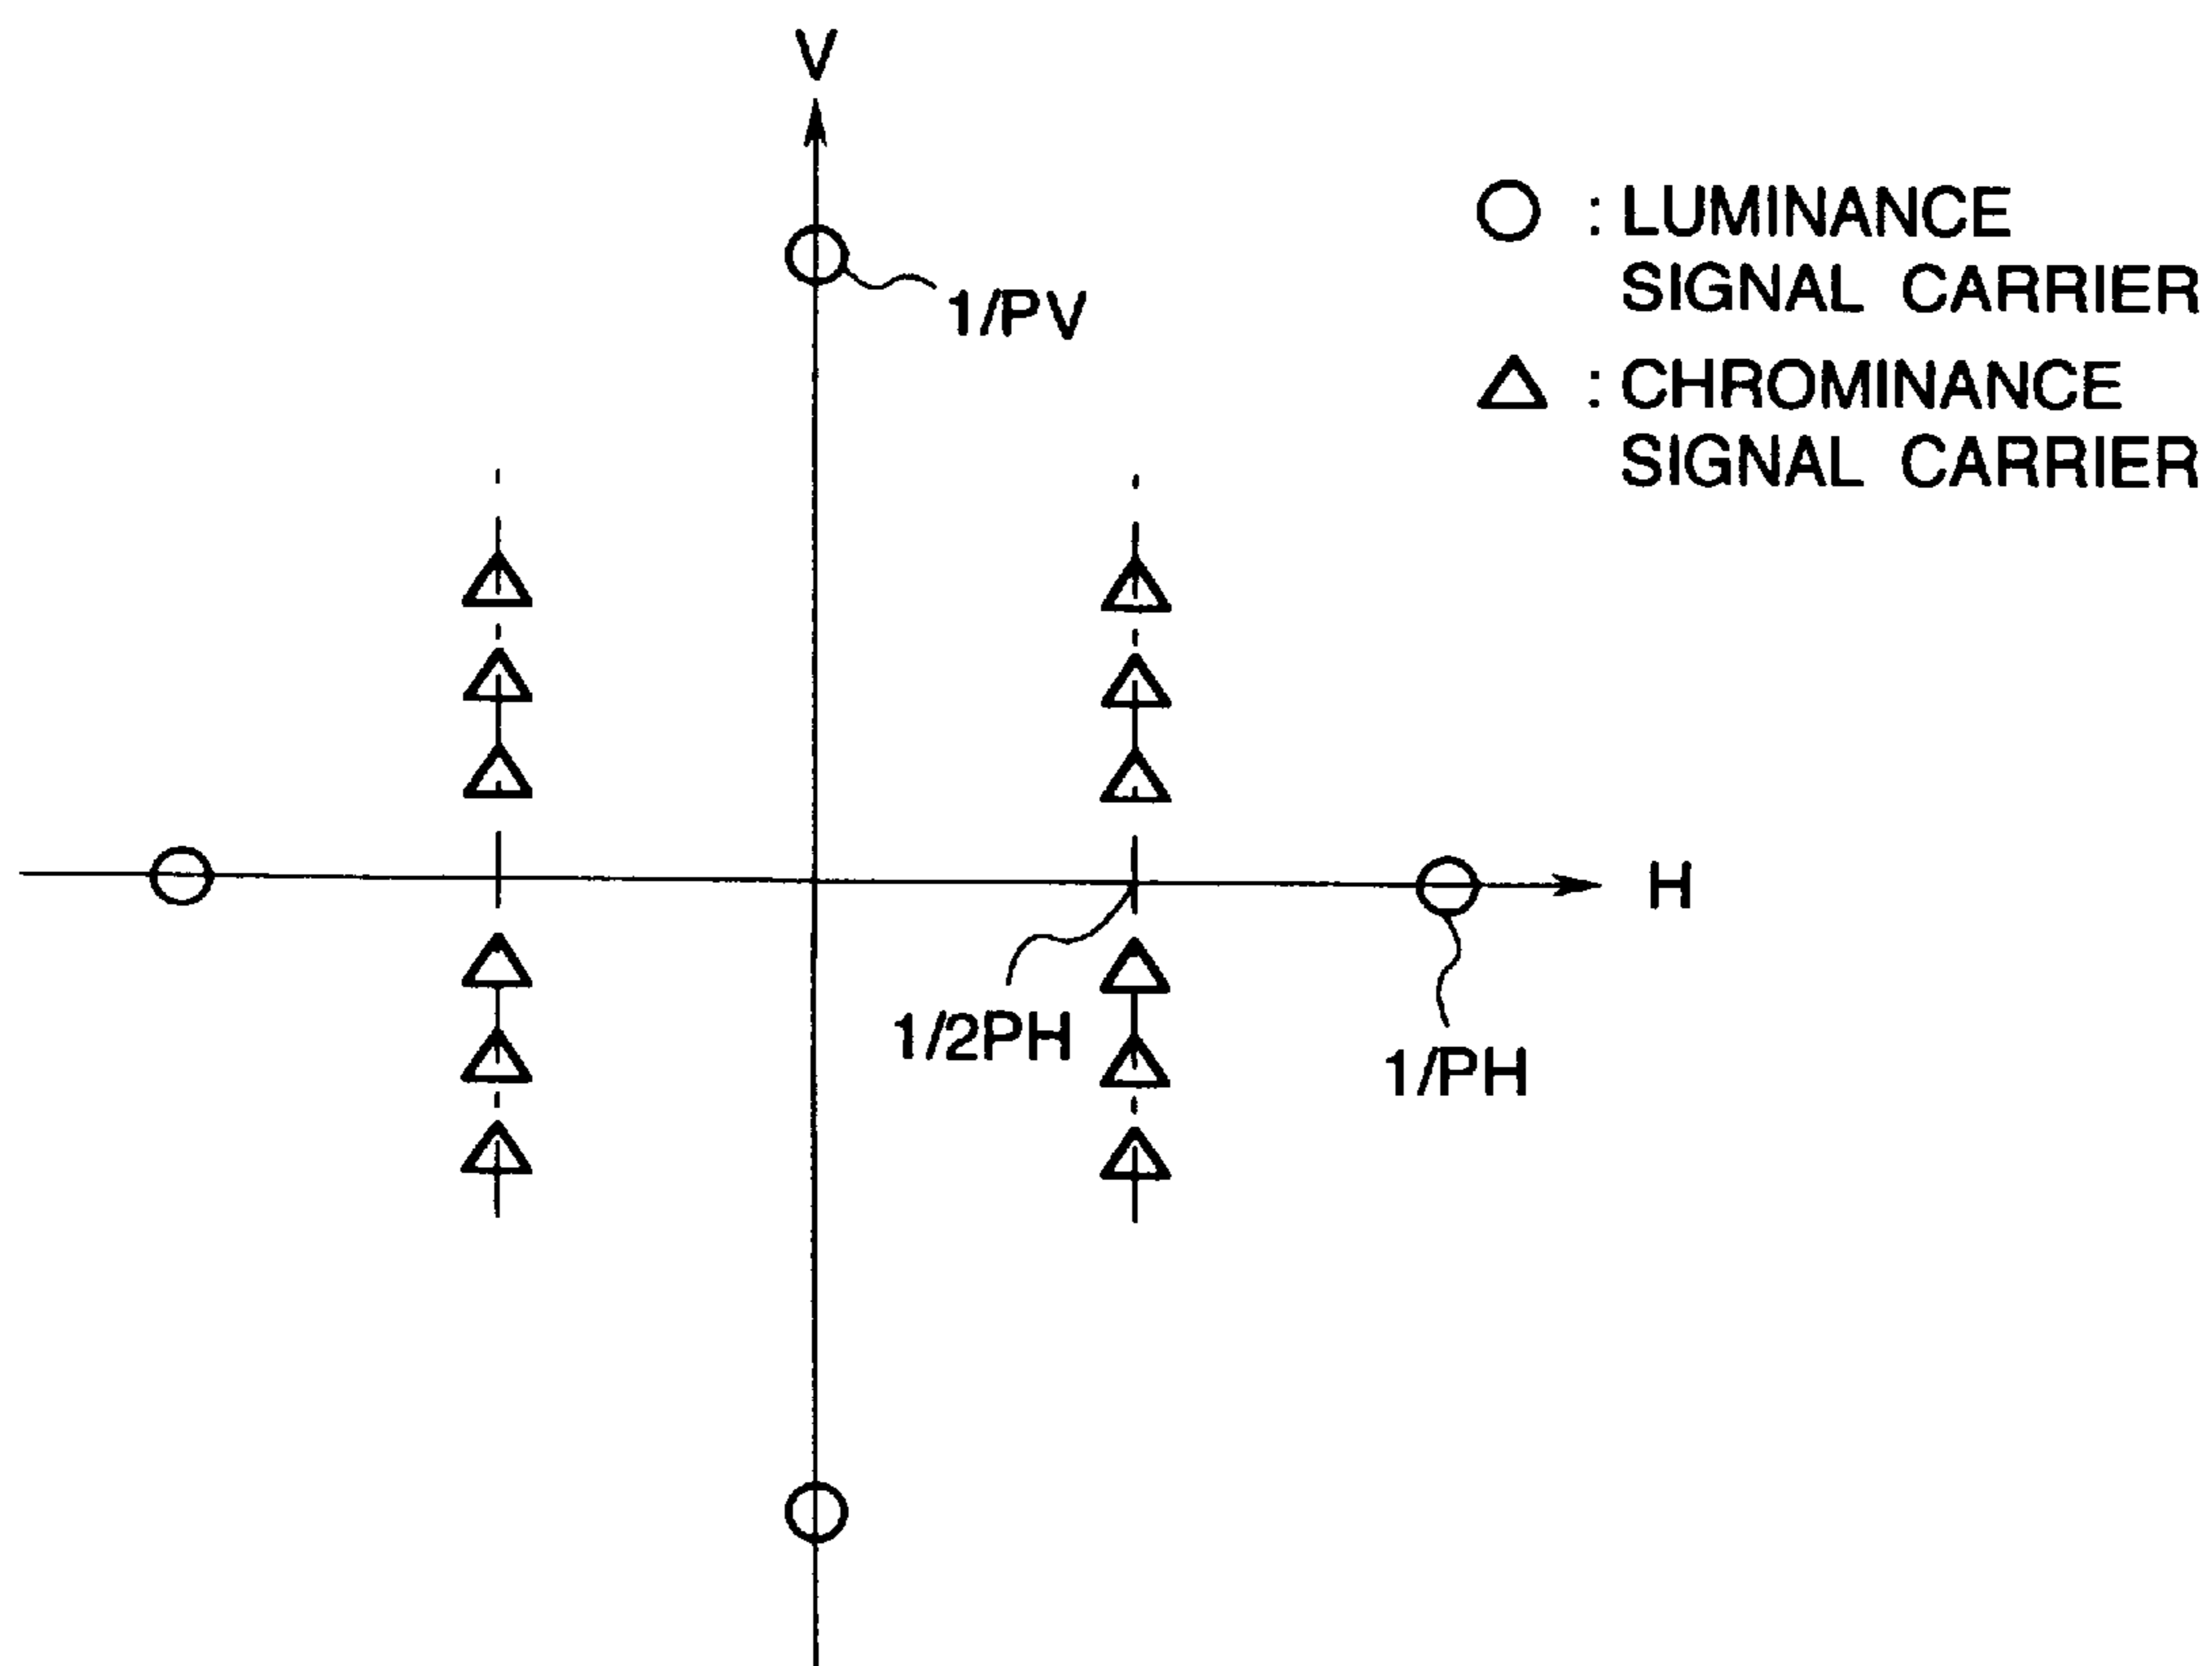 V
: LUMINANCE
SIGNAL CARRIER
1/PV
: CHROMINANCE
SIGNAL CARRIER
H
1/2PH
1/PH